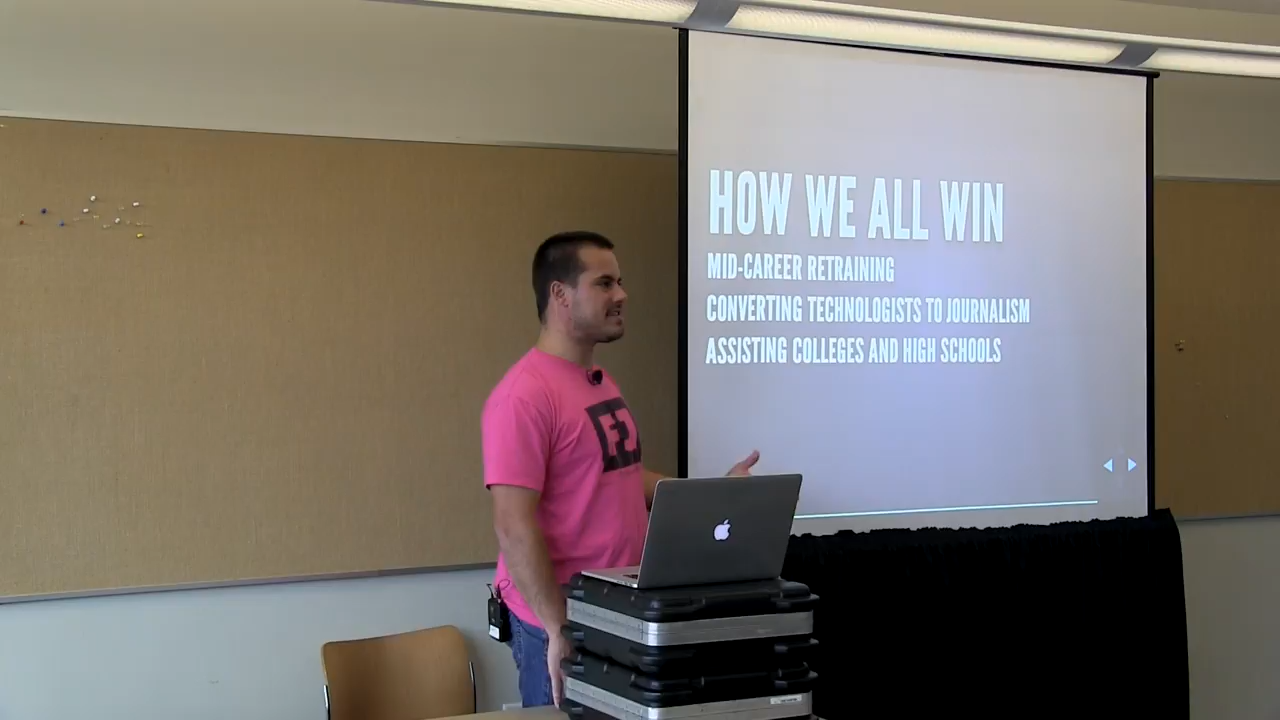 HOW WE ALL WIN
MID-CAREER RETRAINING
CONVERTING TECHNOLOGISTS TO JOURNALISM
ASSISTING COLLEGES AND HIGH SCHOOLS